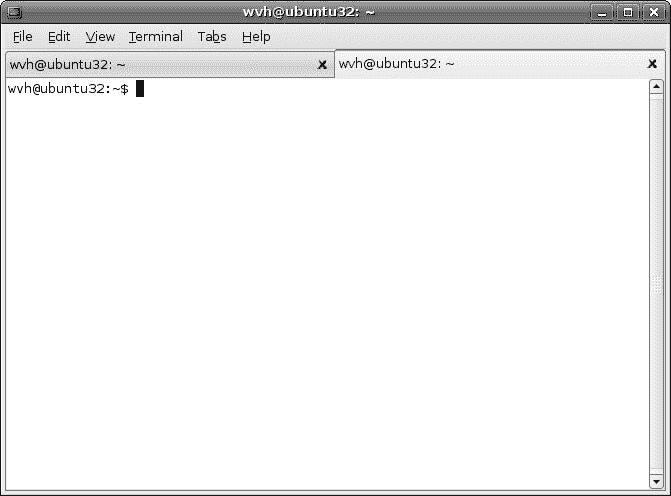 wvh@ubuntu32: ~
File Edit View Terminal Tabs Help
wvh@ubuntu32: ~ wvh@ubuntu32: ~
wvh@ubuntu32:~$